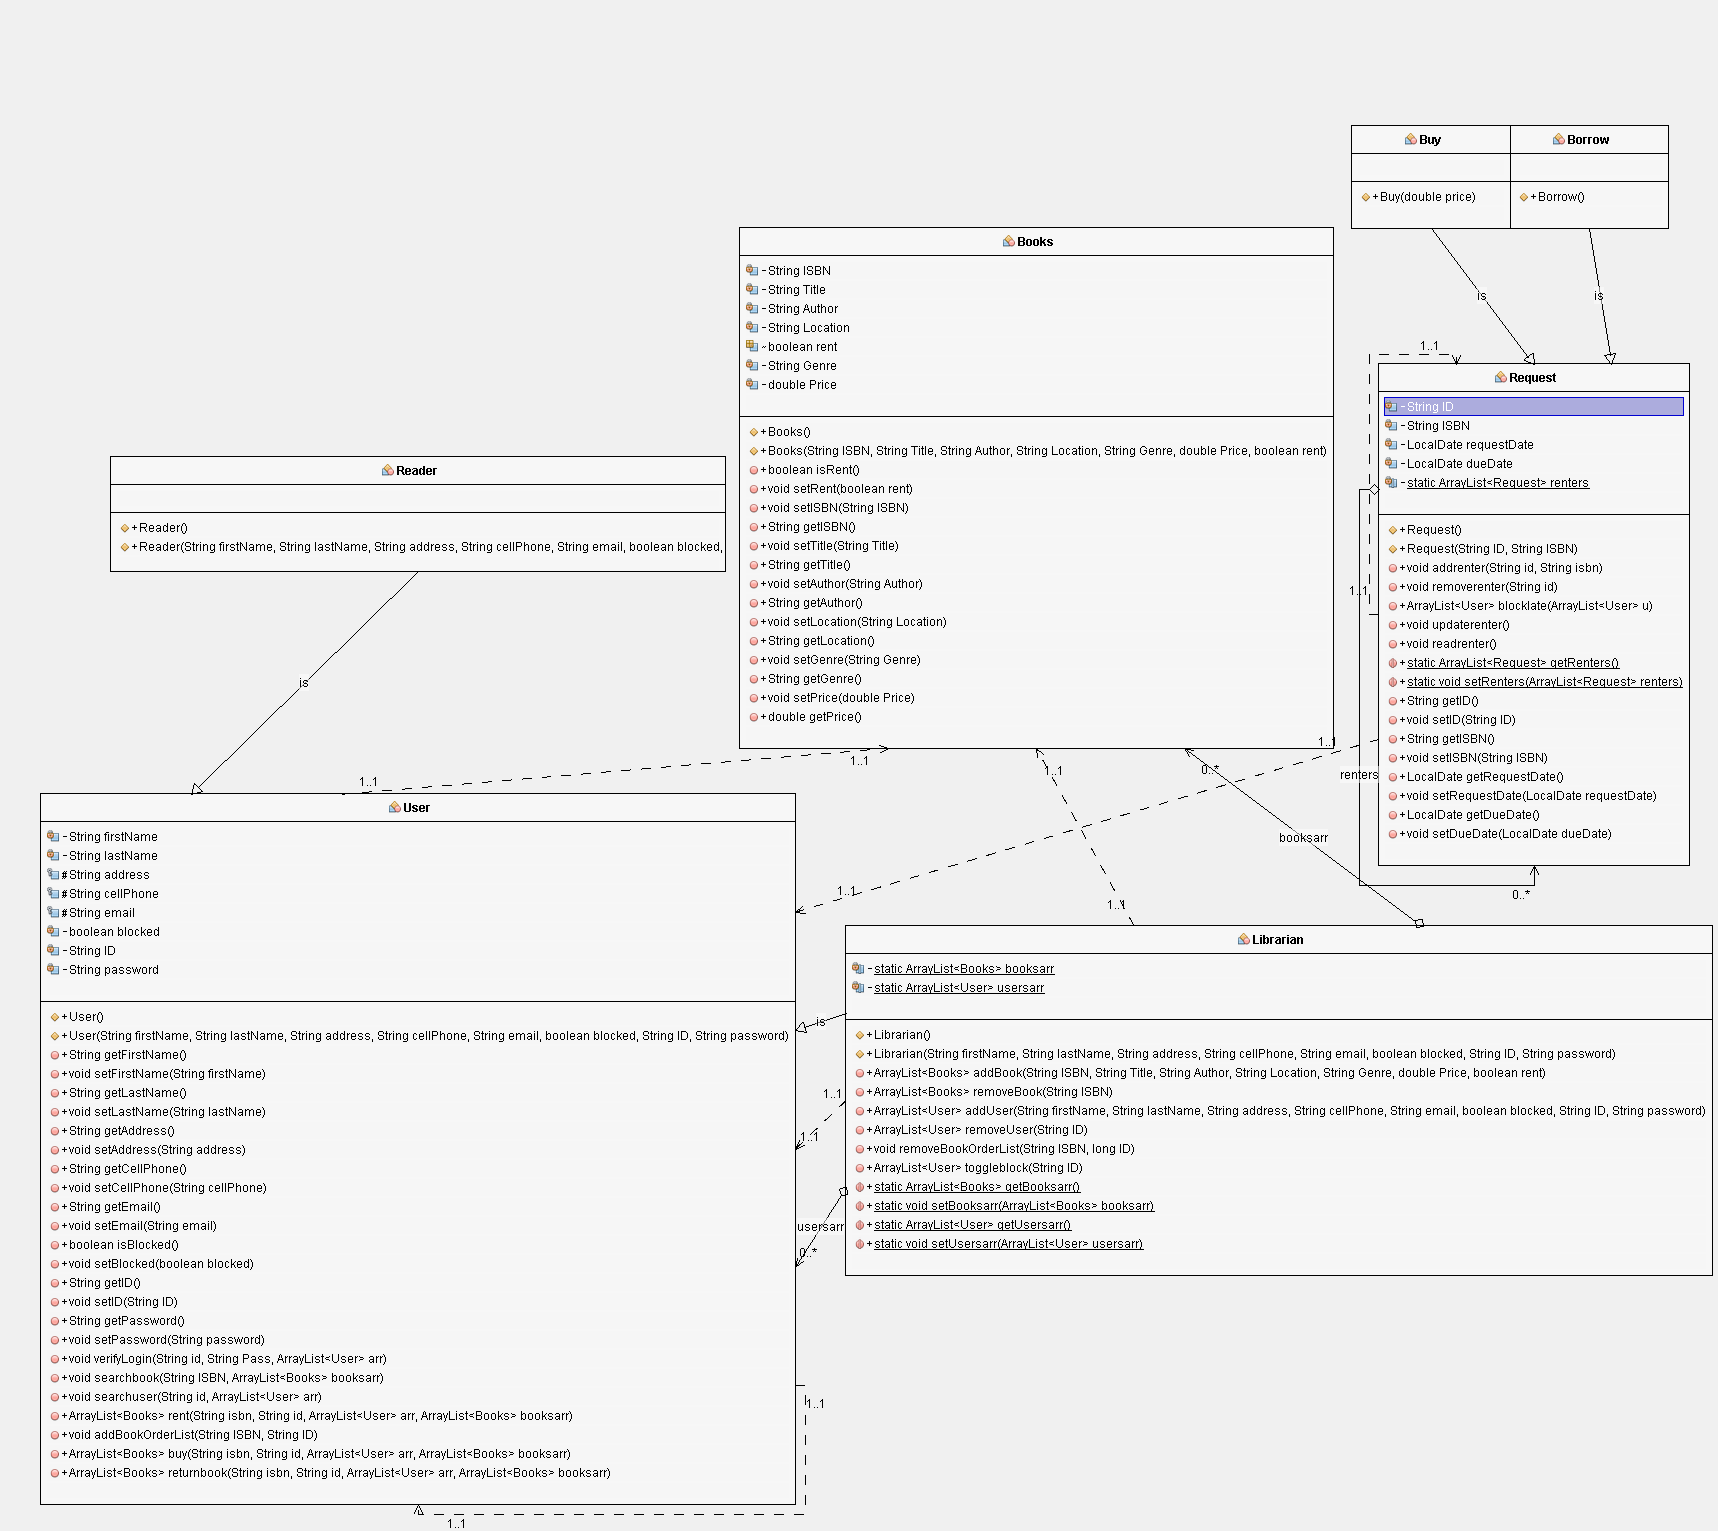 Buy
+Buy(double price)
Borrow
+Borrow()
is
is
Books
-String ISBN
-String Title
-String Author
-String Location
~boolean rent
-String Genre
-double Price
+Books()
+Books(String ISBN, String Title, String Author, String Location, String Genre, double Price, boolean rent)
+boolean isRent()
+void setRent(boolean rent)
+void setISBN(String ISBN)
+String getISBN()
+void setTitle(String Title)
+String getTitle()
+void setAuthor(String Author)
+String getAuthor()
+void setLocation(String Location)
+String getLocation()
+void setGenre(String Genre)
+String getGenre()
+void setPrice(double Price)
+double getPrice()
1..1
Request
-String ID
-String ISBN
-LocalDate requestDate
-LocalDate dueDate
-static ArrayList<Request> renters
+Request()
+Request(String ID, String ISBN)
+void addrenter(String id, String isbn)
+void removerenter(String id)
+ArrayList<User> blocklate(ArrayList<User> u)
+void updaterenter()
+void readrenter()
+static ArrayList<Request> getRenters()
+static void setRenters(ArrayList<Request> renters)
+String getID()
+void setID(String ID)
+String getISBN()
+void setISBN(String ISBN)
+LocalDate getRequestDate()
+void setRequestDate(LocalDate requestDate)
+LocalDate getDueDate()
+void setDueDate(LocalDate dueDate)
1..1
1..1
renters
0..*
Reader
+Reader()
+Reader(String firstName, String lastName, String address, String cellPhone, String email, boolean blocked,
is
1..1
1..1
1..1
0..*
booksarr
1..1
1..1
User
-String firstName
-String lastName
#String address
#String cellPhone
#String email
-boolean blocked
-String ID
-String password
+User()
+User(String firstName, String lastName, String address, String cellPhone, String email, boolean blocked, String ID, String password)
+String getFirstName()
+void setFirstName(String firstName)
+String getLastName()
+void setLastName(String lastName)
+String getAddress()
+void setAddress(String address)
+String getCellPhone()
+void setCellPhone(String cellPhone)
+String getEmail()
+void setEmail(String email)
+boolean isBlocked()
+void setBlocked(boolean blocked)
+String getID()
+void setID(String ID)
+String getPassword()
+void setPassword(String password)
+void verifyLogin(String id, String Pass, ArrayList<User> arr)
+void searchbook(String ISBN, ArrayList<Books> booksarr)
+void searchuser(String id, ArrayList<User> arr)
+ArrayList<Books> rent(String isbn, String id, ArrayList<User> arr, ArrayList<Books> booksarr)
+void addBookOrderList(String ISBN, String ID)
+ArrayList<Books> buy(String isbn, String id, ArrayList<User> arr, ArrayList<Books> booksarr)
+ArrayList<Books> returnbook(String isbn, String id, ArrayList<User> arr, ArrayList<Books> booksarr)
Librarian
-static ArrayList<Books> booksarr
-static ArrayList<User> usersarr
+Librarian()
+Librarian(String firstName, String lastName, String address, String cellPhone, String email, boolean blocked, String ID, String password)
+ArrayList<Books> addBook(String ISBN, String Title, String Author, String Location, String Genre, double Price, boolean rent)
+ArrayList<Books> removeBook(String ISBN)
+ArrayList<User> addUser(String firstName, String lastName, String address, String cellPhone, String email, boolean blocked, String ID, String password)
+ArrayList<User> removeUser(String ID)
+void removeBookOrderList(String ISBN, long ID)
+ArrayList<User> toggleblock(String ID)
+static ArrayList<Books> getBooksarr()
+static void setBooksarr(ArrayList<Books> booksarr)
+static ArrayList<User> getUsersarr()
+static void setUsersarr(ArrayList<User> usersarr)
is
1..1
1..1
usersarr
0..*
1..1
1..1